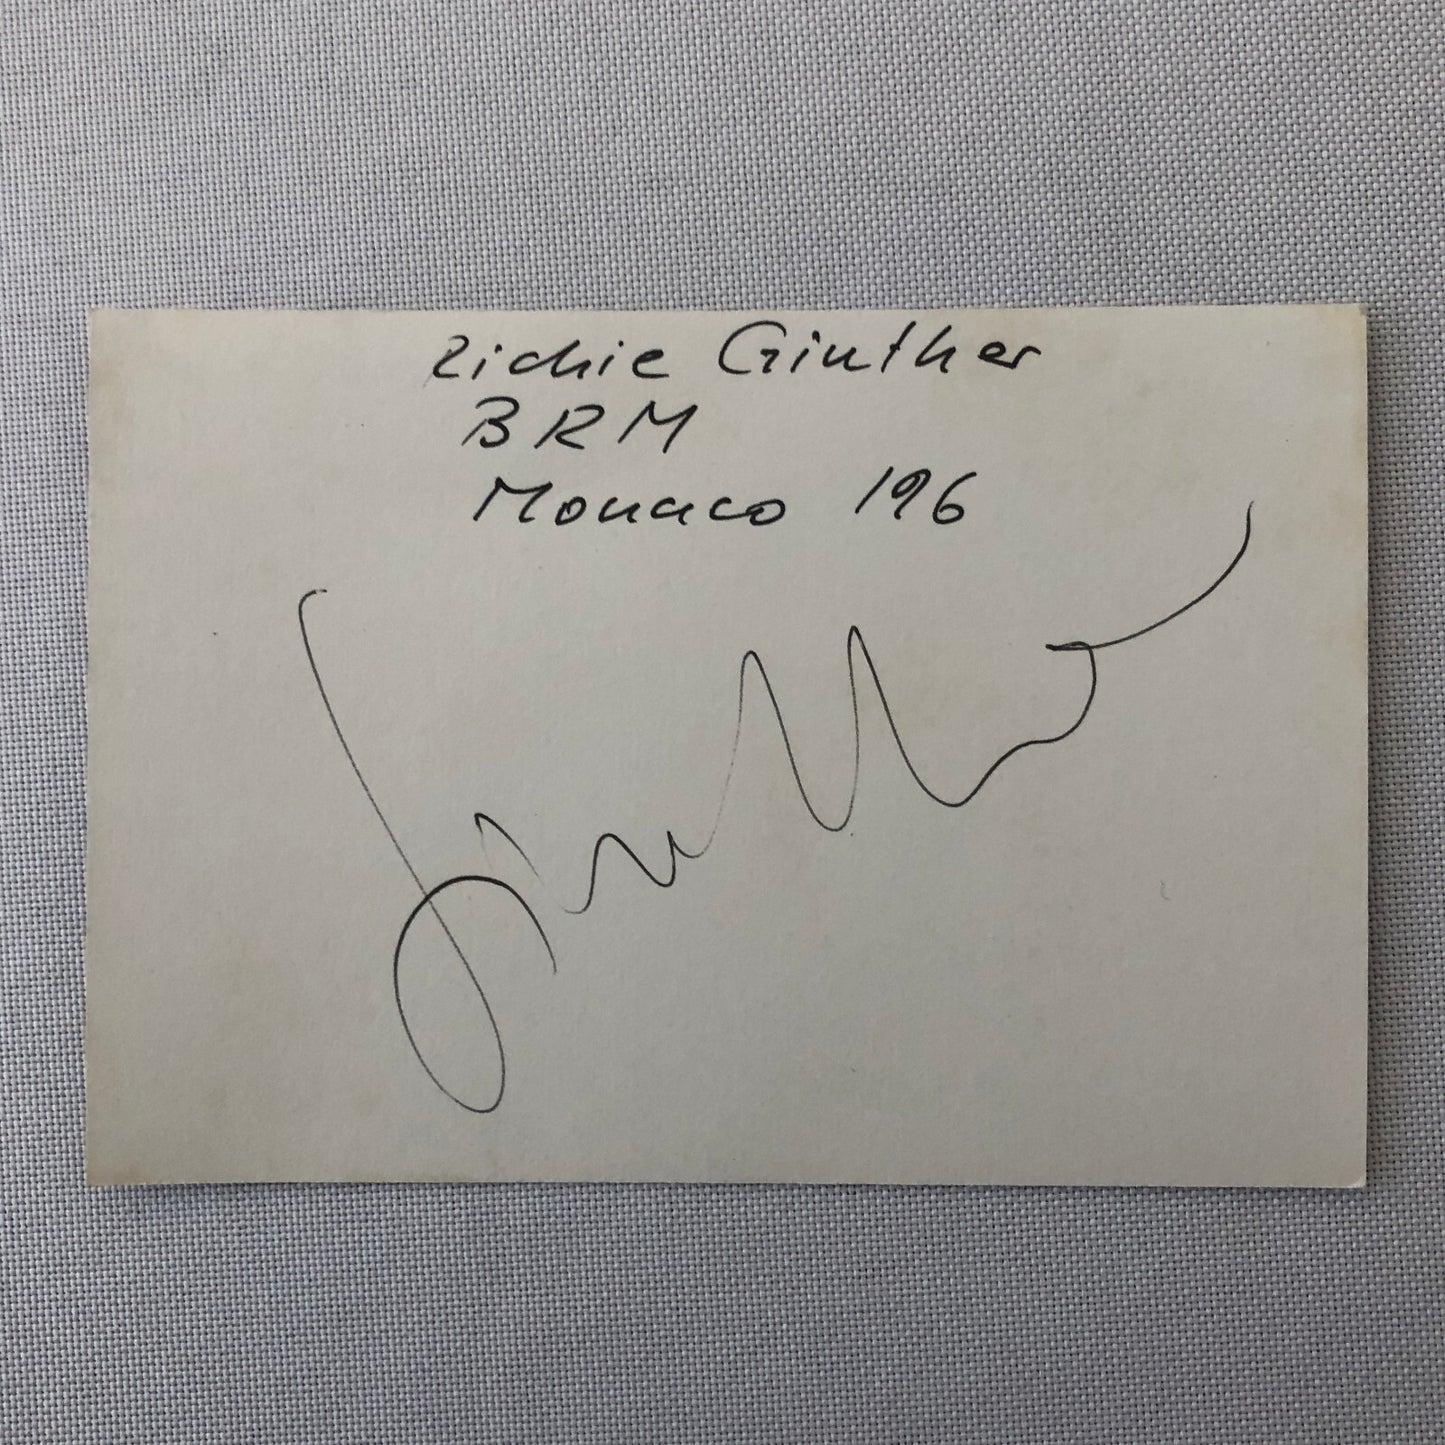 Richie Ginther
BRM
Monaco 196